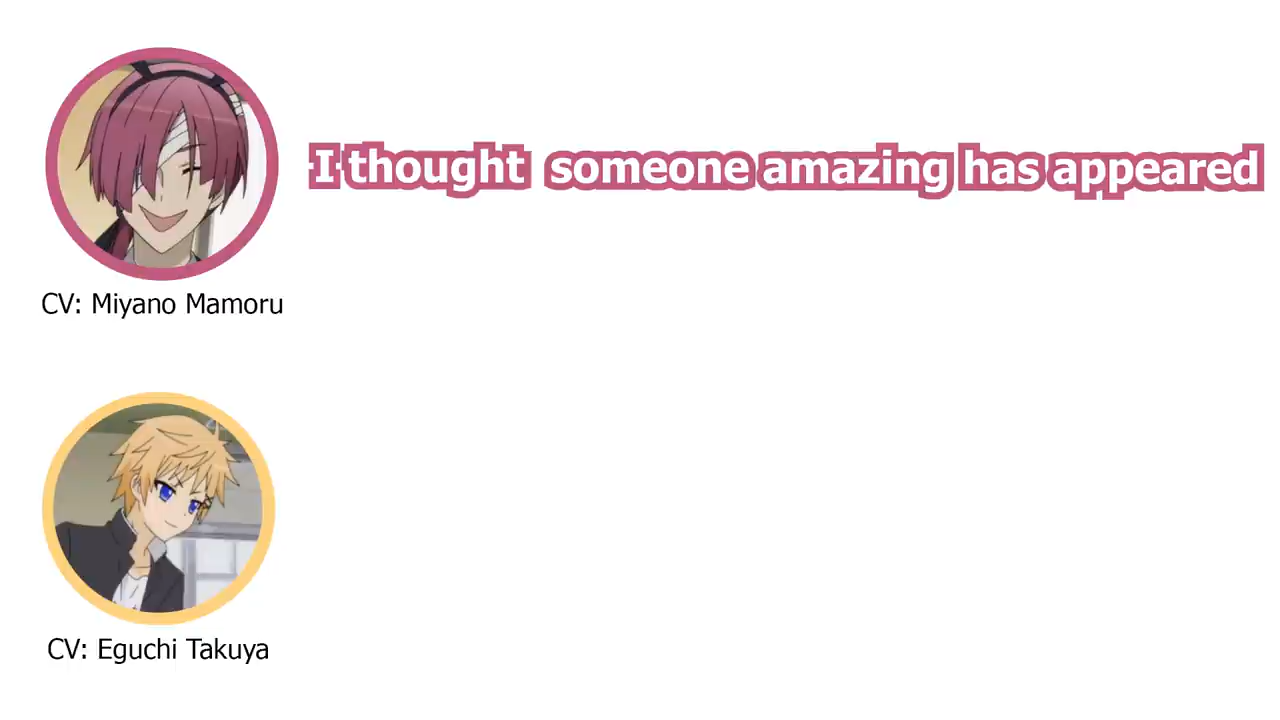 I thought someone amazing has appeared
CV: Miyano Mamoru
CV: Eguchi Takuya